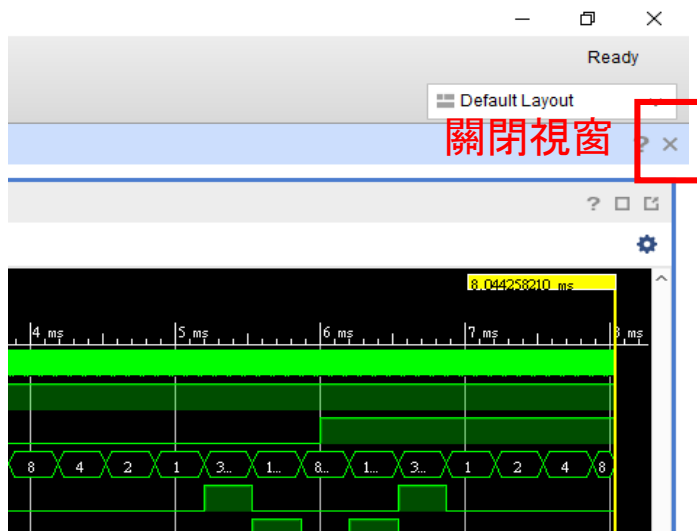 Ready
Default Layout
關閉視窗
8.044258210 ms
4 ms 5 ms 6 ms 7 ms 8 ms
8 4 2 1 3... 1... 8... 1... 3... 1 2 4 8